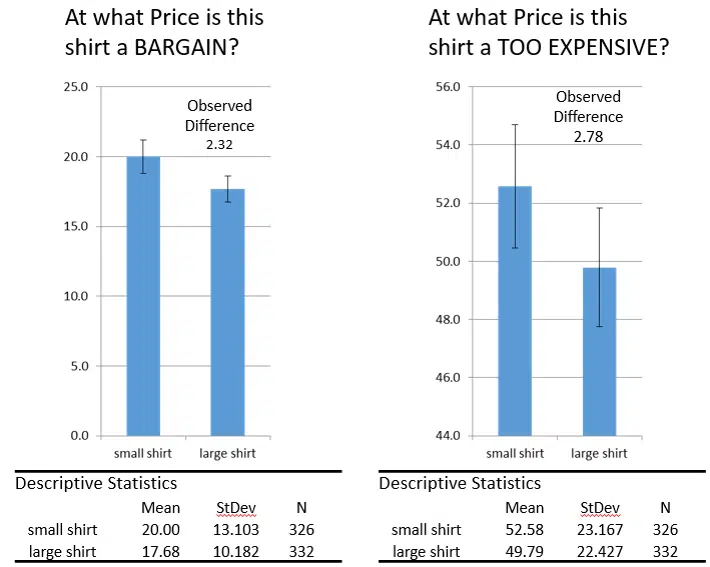 At what Price is this
shirt a BARGAIN?
25.0
20.0
15.0
10.0
5.0
0.0
Observed
Difference
2.32
small shirt large shirt
Descriptive Statistics
Mean StDev N
small shirt 20.00 13.103 326
large shirt 17.68 10.182 332
At what Price is this
shirt a TOO EXPENSIVE?
56.0
54.0
52.0
50.0
48.0
46.0
44.0
Observed
Difference
2.78
small shirt large shirt
Descriptive Statistics
Mean StDev N
small shirt 52.58 23.167 326
large shirt 49.79 22.427 332